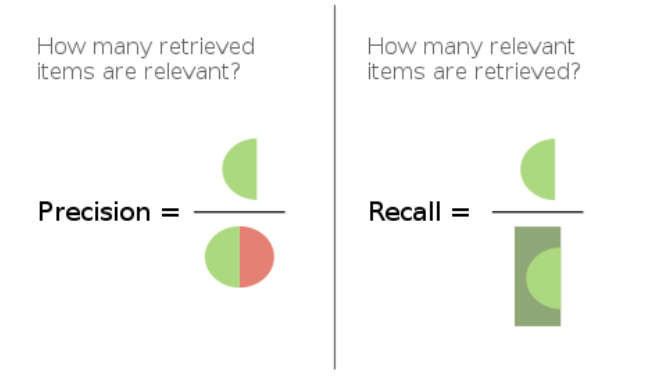 How many retrieved
items are relevant?
Precision =
How many relevant
items are retrieved?
Recall =